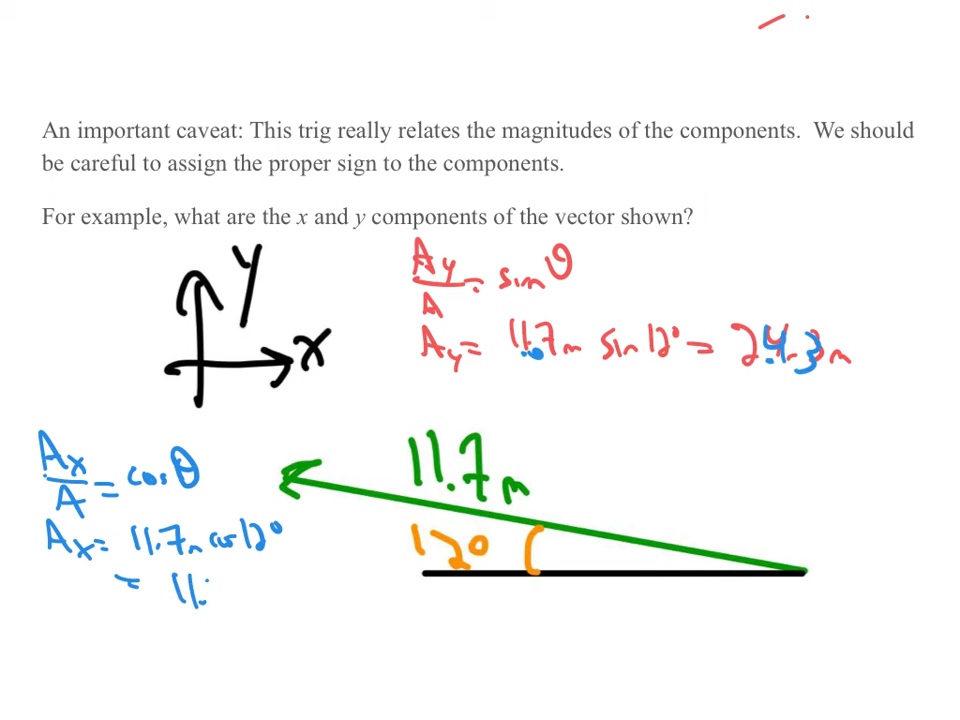 An important caveat: This trig really relates the magnitudes of the components. We should
be careful to assign the proper sign to the components.
For example, what are the x and y components of the vector shown?
y
x
Ay/A = sin θ
Ay = 11.7m sin 12° = 2.43m
Ax/A = cos θ
Ax = 11.7m cos 12°
= 11.
11.7 m
12°